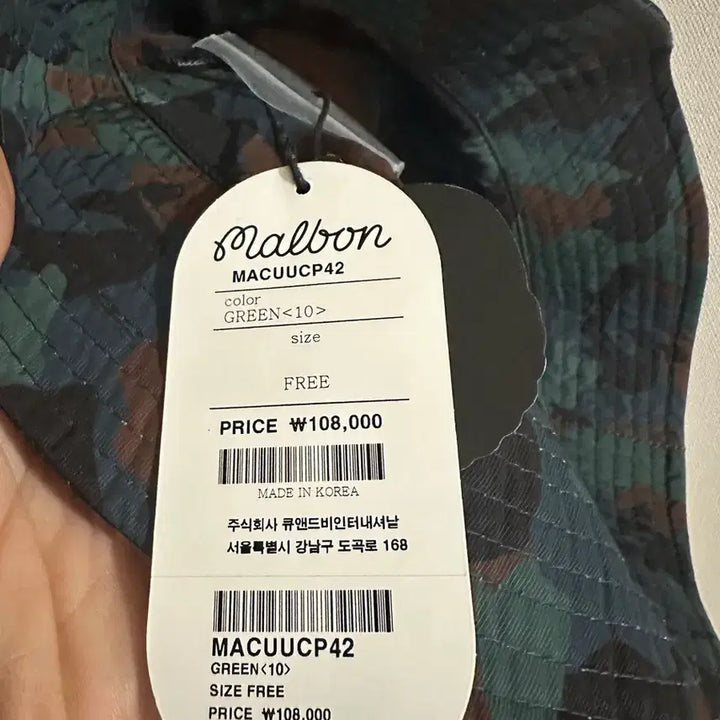 malbon
MACUUCP42
color
GREEN<10>
size
FREE
PRICE ₩108,000
MADE IN KOREA
주식회사 큐앤드비인터내셔날
서울특별시 강남구 도곡로 168
MACUUCP42
GREEN<10>
SIZE FREE
PRICE ₩108,000